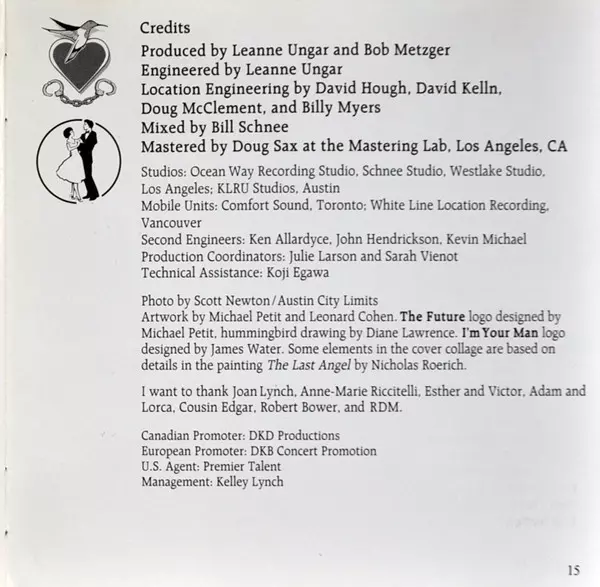 Credits
Produced by Leanne Ungar and Bob Metzger
Engineered by Leanne Ungar
Location Engineering by David Hough, David Kelln,
Doug McClement, and Billy Myers
Mixed by Bill Schnee
Mastered by Doug Sax at the Mastering Lab, Los Angeles, CA
Studios: Ocean Way Recording Studio, Schnee Studio, Westlake Studio,
Los Angeles; KLRU Studios, Austin
Mobile Units: Comfort Sound, Toronto; White Line Location Recording,
Vancouver
Second Engineers: Ken Allardyce, John Hendrickson, Kevin Michael
Production Coordinators: Julie Larson and Sarah Vienot
Technical Assistance: Koji Egawa
Photo by Scott Newton/Austin City Limits
Artwork by Michael Petit and Leonard Cohen. The Future logo designed by
Michael Petit, hummingbird drawing by Diane Lawrence. I'm Your Man logo
designed by James Water. Some elements in the cover collage are based on
details in the painting The Last Angel by Nicholas Roerich.
I want to thank Joan Lynch, Anne-Marie Riccitelli, Esther and Victor, Adam and
Lorca, Cousin Edgar, Robert Bower, and RDM.
Canadian Promoter: DKD Productions
European Promoter: DKB Concert Promotion
U.S. Agent: Premier Talent
Management: Kelley Lynch
15